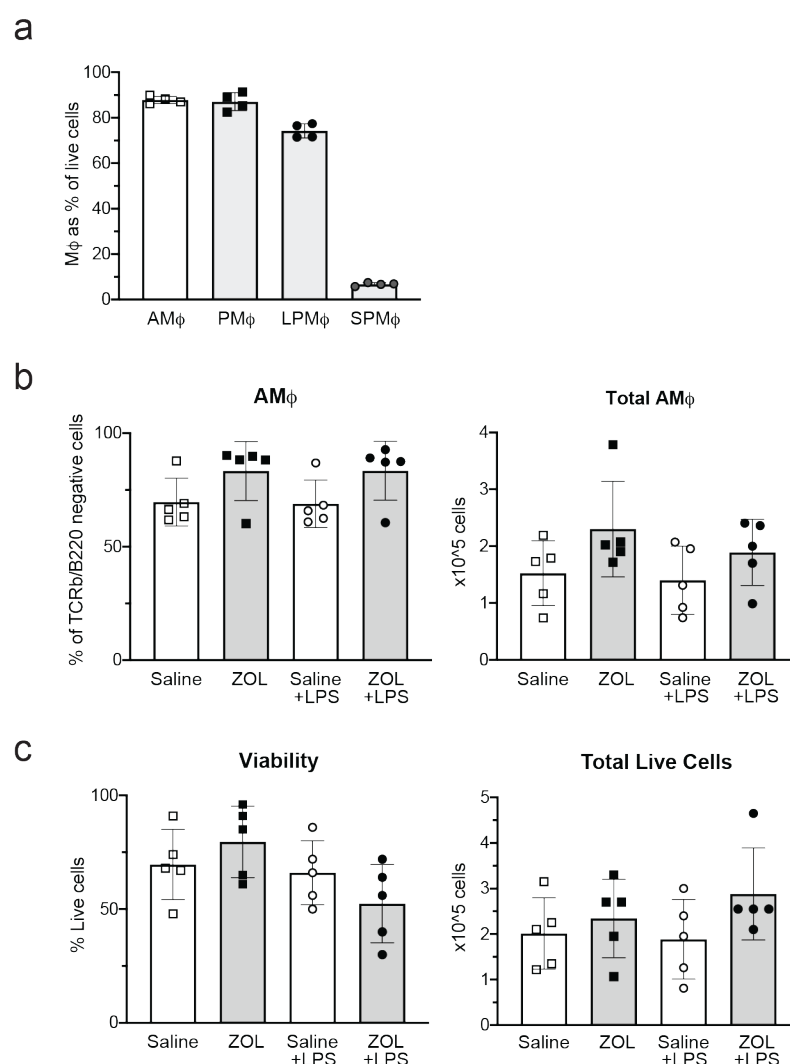 a
Mϕ as % of live cells
100
80
60
40
20
0
AMϕ PMϕ LPMϕ SPMϕ
b
AMϕ
% of TCRb/B220 negative cells
100
50
0
Saline ZOL Saline +LPS ZOL +LPS
Total AMϕ
x10^5 cells
4
3
2
1
0
Saline ZOL Saline +LPS ZOL +LPS
c
Viability
% Live cells
100
50
0
Saline ZOL Saline +LPS ZOL +LPS
Total Live Cells
x10^5 cells
5
4
3
2
1
0
Saline ZOL Saline +LPS ZOL +LPS